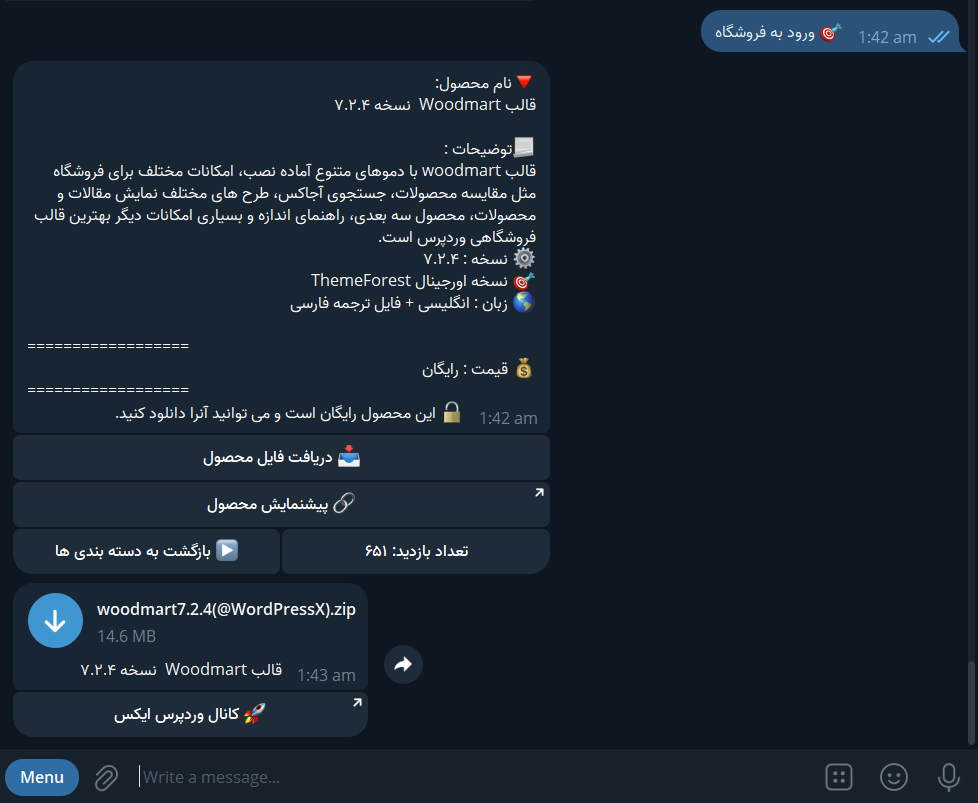 ورود به فروشگاه 🎯
1:42 am
🔻 نام محصول:
قالب Woodmart نسخه ۷.۲.۴
📃توضیحات :
قالب woodmart با دموهای متنوع آماده نصب، امکانات مختلف برای فروشگاه
مثل مقایسه محصولات، جستجوی آجاکس، طرح های مختلف نمایش مقالات و
محصولات، محصول سه بعدی، راهنمای اندازه و بسیاری امکانات دیگر بهترین قالب
فروشگاهی وردپرس است.
⚙️ نسخه : ۷.۲.۴
🎯 نسخه اورجینال ThemeForest
🌎 زبان : انگلیسی + فایل ترجمه فارسی
==================
💰 قیمت : رایگان
==================
🔓 این محصول رایگان است و می توانید آنرا دانلود کنید.
1:42 am
📥 دریافت فایل محصول
🔗 پیشنمایش محصول
تعداد بازدید: ۶۵۱
▶️ بازگشت به دسته بندی ها
woodmart7.2.4(@WordPressX).zip
14.6 MB
قالب Woodmart نسخه ۷.۲.۴
1:43 am
🚀 کانال وردپرس ایکس
Menu
Write a message...